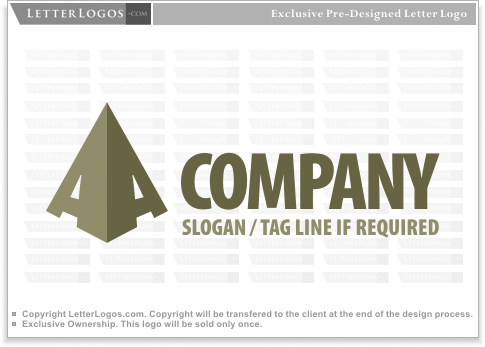 LETTERLOGOS .COM
Exclusive Pre-Designed Letter Logo
COMPANY
SLOGAN / TAG LINE IF REQUIRED
Copyright LetterLogos.com. Copyright will be transfered to the client at the end of the design process.
Exclusive Ownership. This logo will be sold only once.